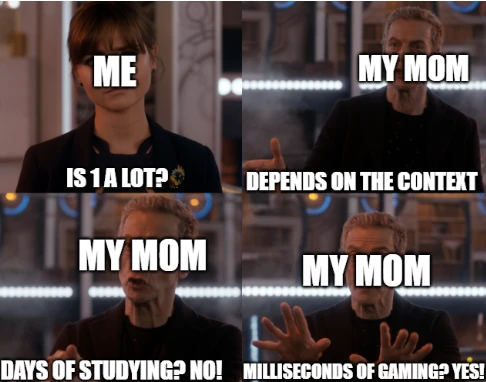 ME
IS 1 A LOT?
MY MOM
DEPENDS ON THE CONTEXT
MY MOM
DAYS OF STUDYING? NO!
MY MOM
MILLISECONDS OF GAMING? YES!